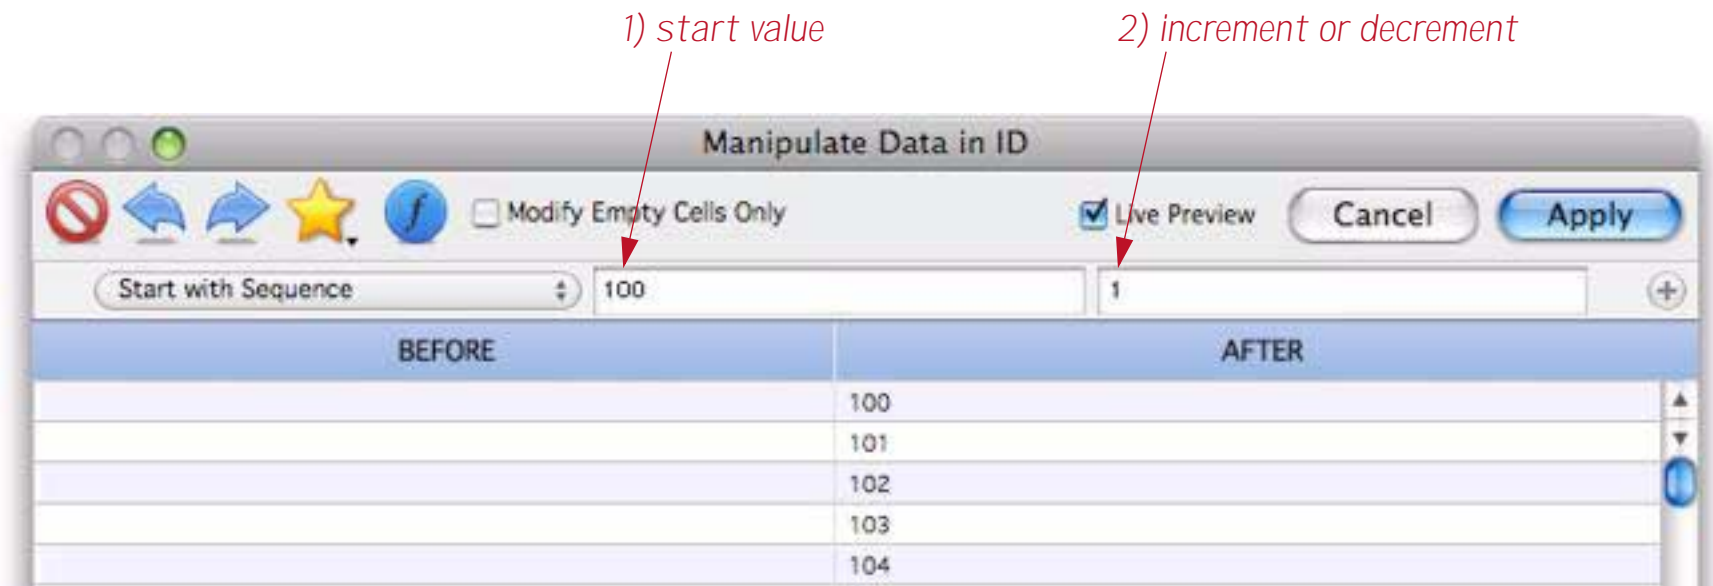 1) start value 2) increment or decrement
Manipulate Data in ID
f Modify Empty Cells Only Live Preview Cancel Apply
Start with Sequence 100 1
BEFORE AFTER
100
101
102
103
104